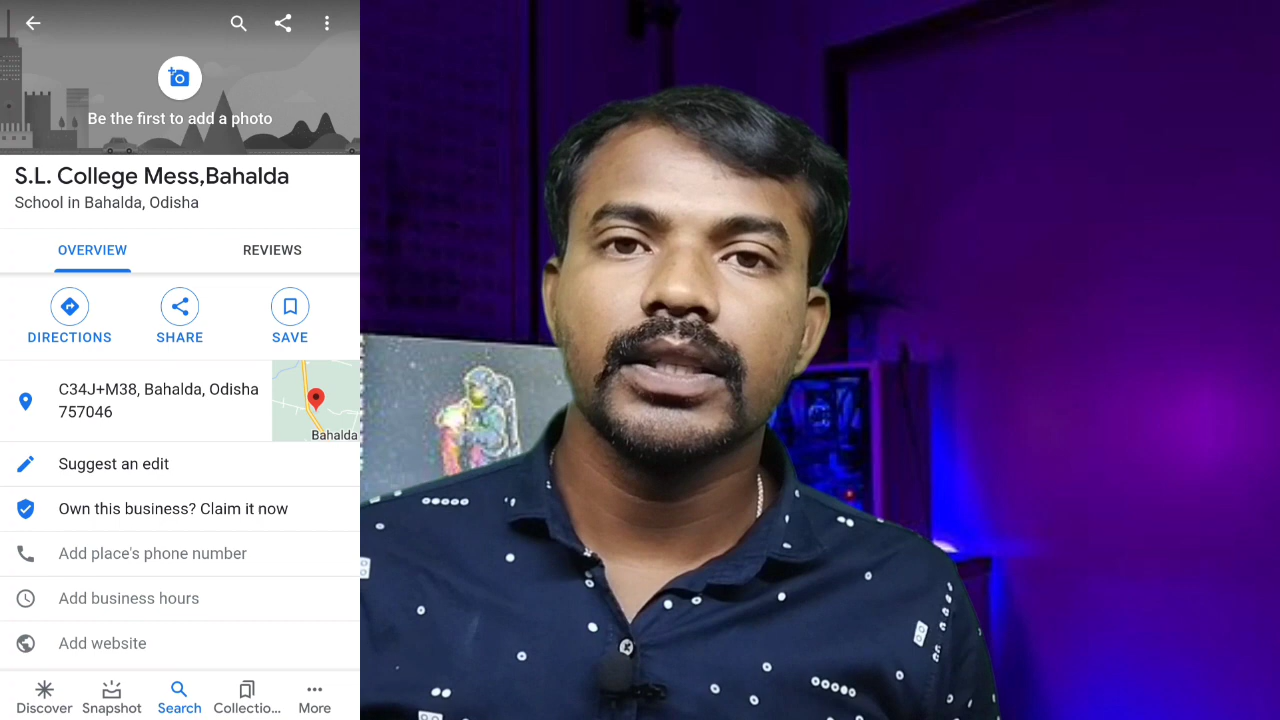 Be the first to add a photo
S.L. College Mess,Bahalda
School in Bahalda, Odisha
OVERVIEW
REVIEWS
DIRECTIONS
SHARE
SAVE
C34J+M38, Bahalda, Odisha
757046
Bahalda
Suggest an edit
Own this business? Claim it now
Add place's phone number
Add business hours
Add website
Discover
Snapshot
Search
Collectio...
More